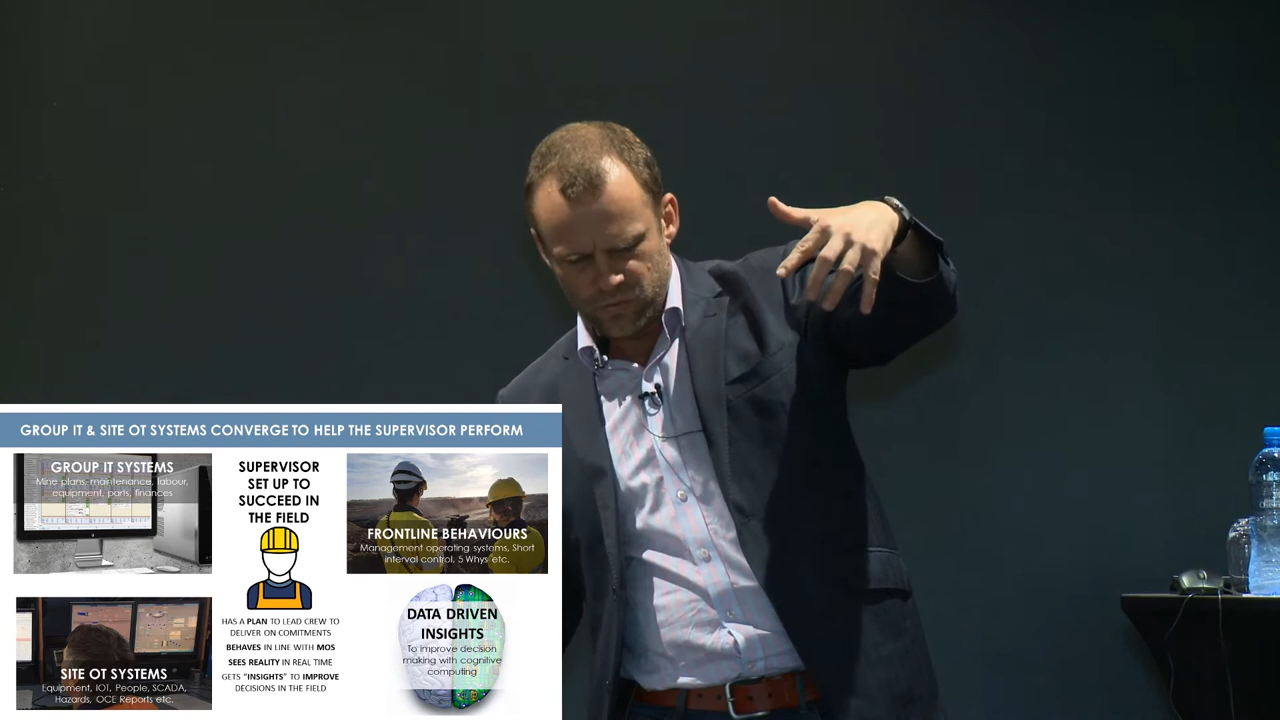 GROUP IT & SITE OT SYSTEMS CONVERGE TO HELP THE SUPERVISOR PERFORM
GROUP IT SYSTEMS
Mine plans, maintenance, labour,
equipment, parts, finances
SITE OT SYSTEMS
Equipment, IOT, People, SCADA,
Hazards, OCE Reports etc.
SUPERVISOR
SET UP TO
SUCCEED IN
THE FIELD
HAS A PLAN TO LEAD CREW TO
DELIVER ON COMMITMENTS
BEHAVES IN LINE WITH MOS
SEES REALITY IN REAL TIME
GETS “INSIGHTS” TO IMPROVE
DECISIONS IN THE FIELD
FRONTLINE BEHAVIOURS
Management operating systems, Short
interval control, 5 Whys etc.
DATA DRIVEN
INSIGHTS
To improve decision
making with cognitive
computing